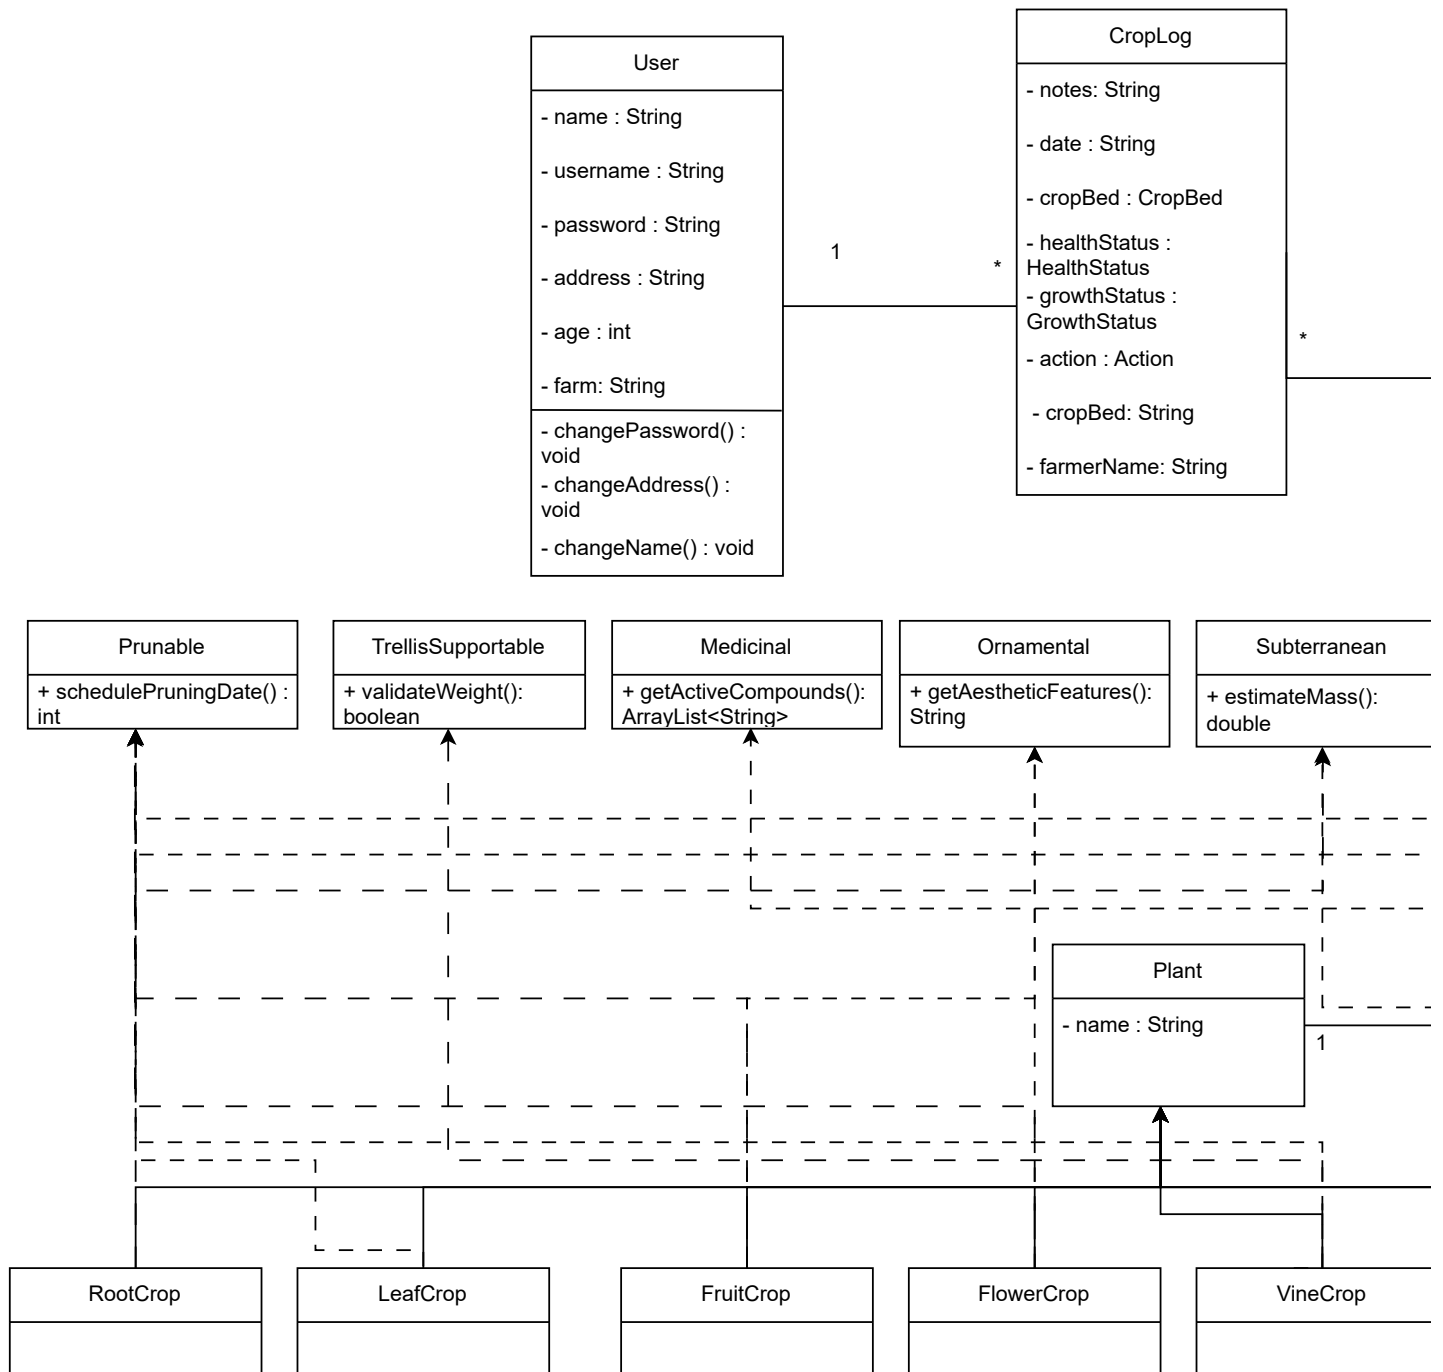 CropLog
- notes: String
- date : String
- cropBed : CropBed
- healthStatus :
HealthStatus
- growthStatus :
GrowthStatus
- action : Action
- cropBed: String
- farmerName: String
User
- name : String
- username : String
- password : String
- address : String
- age : int
- farm: String
- changePassword() :
void
- changeAddress() :
void
- changeName() : void
1
*
*
Prunable
+ schedulePruningDate() :
int
TrellisSupportable
+ validateWeight():
boolean
Medicinal
+ getActiveCompounds():
ArrayList<String>
Ornamental
+ getAestheticFeatures():
String
Subterranean
+ estimateMass():
double
Plant
- name : String
1
RootCrop
LeafCrop
FruitCrop
FlowerCrop
VineCrop